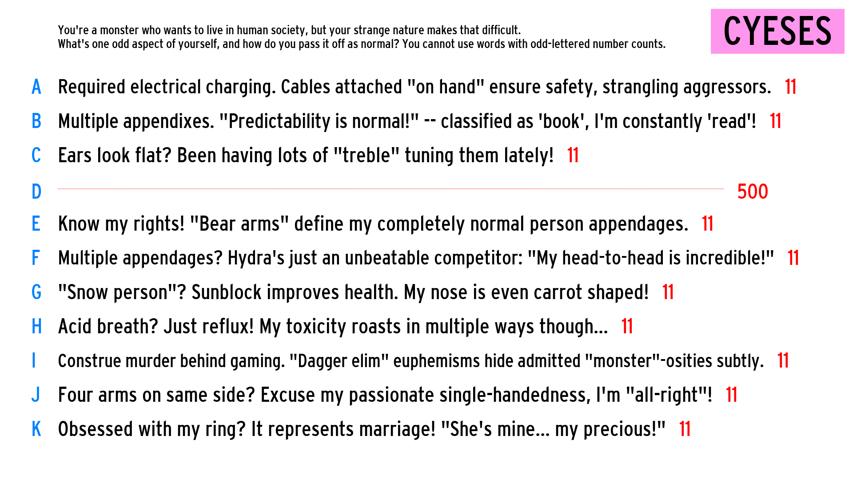 You're a monster who wants to live in human society, but your strange nature makes that difficult.
What's one odd aspect of yourself, and how do you pass it off as normal? You cannot use words with odd-lettered number counts.
CYESES
A Required electrical charging. Cables attached "on hand" ensure safety, strangling aggressors. 11
B Multiple appendixes. "Predictability is normal!" -- classified as 'book', I'm constantly 'read'! 11
C Ears look flat? Been having lots of "treble" tuning them lately! 11
D 500
E Know my rights! "Bear arms" define my completely normal person appendages. 11
F Multiple appendages? Hydra's just an unbeatable competitor: "My head-to-head is incredible!" 11
G "Snow person"? Sunblock improves health. My nose is even carrot shaped! 11
H Acid breath? Just reflux! My toxicity roasts in multiple ways though... 11
I Construe murder behind gaming. "Dagger elim" euphemisms hide admitted "monster"-osities subtly. 11
J Four arms on same side? Excuse my passionate single-handedness, I'm "all-right"! 11
K Obsessed with my ring? It represents marriage! "She's mine... my precious!" 11